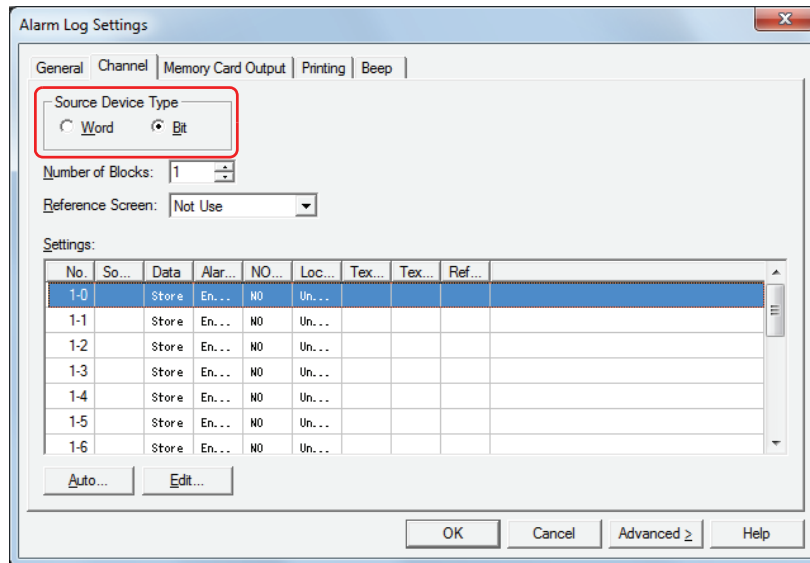 Alarm Log Settings
General Channel Memory Card Output Printing Beep
Source Device Type
Word Bit
Number of Blocks: 1
Reference Screen: Not Use
Settings:
No. So... Data Alar... NO... Loc... Tex... Tex... Ref...
1-0 Store En... NO Un...
1-1 Store En... NO Un...
1-2 Store En... NO Un...
1-3 Store En... NO Un...
1-4 Store En... NO Un...
1-5 Store En... NO Un...
1-6 Store En... NO Un...
Auto... Edit...
OK Cancel Advanced > Help